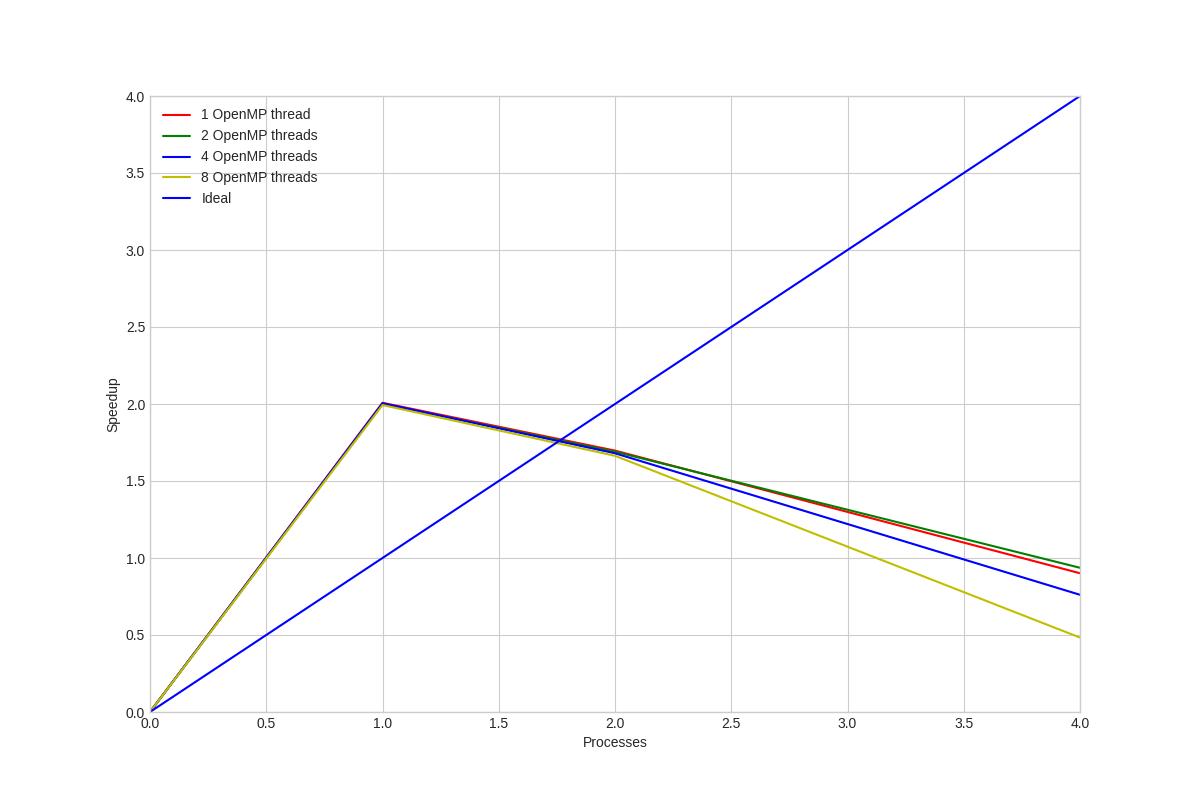 4.0
3.5
3.0
2.5
2.0
1.5
1.0
0.5
0.0
Speedup
1 OpenMP thread
2 OpenMP threads
4 OpenMP threads
8 OpenMP threads
Ideal
0.0 0.5 1.0 1.5 2.0 2.5 3.0 3.5 4.0
Processes